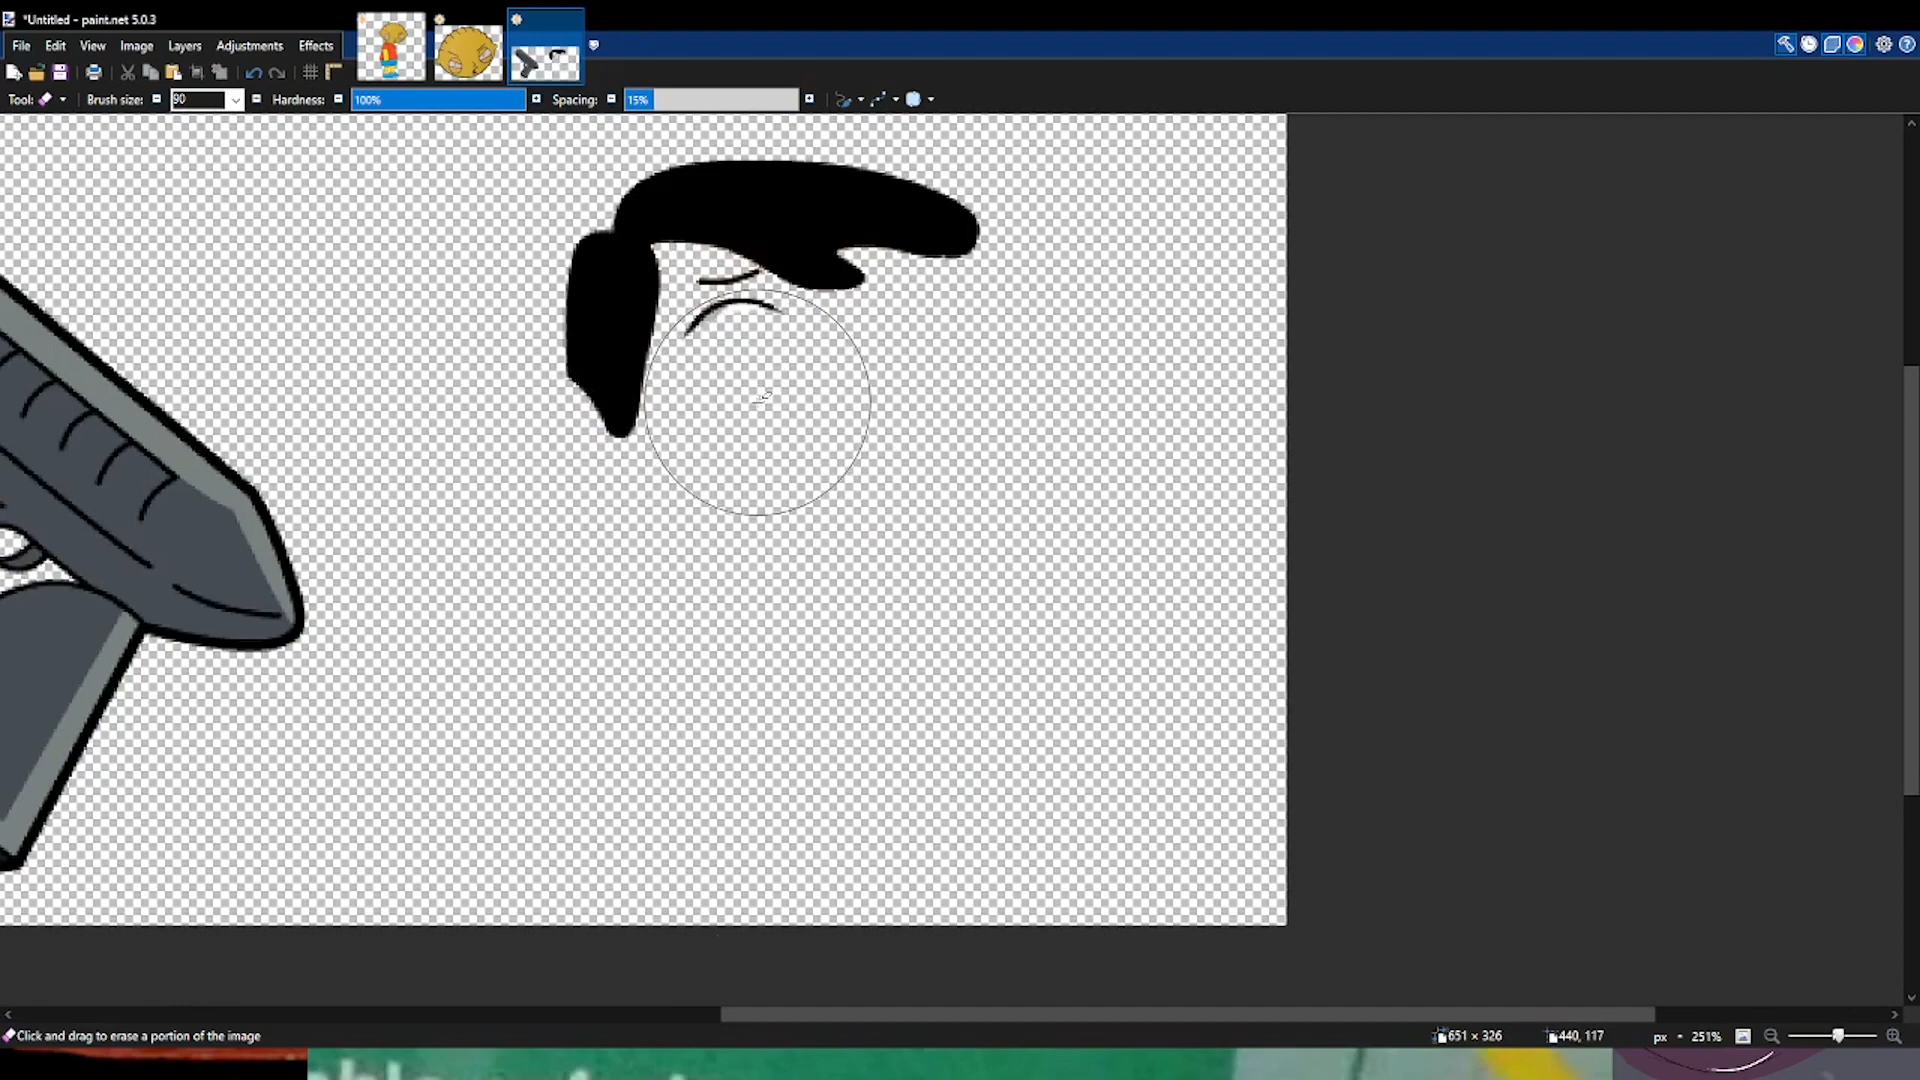 *Untitled - paint.net 5.0.3
File Edit View Image Layers Adjustments Effects
Tool: Brush size: 90 Hardness: 100% Spacing: 15%
Click and drag to erase a portion of the image 651 × 326 440, 117 px 251%